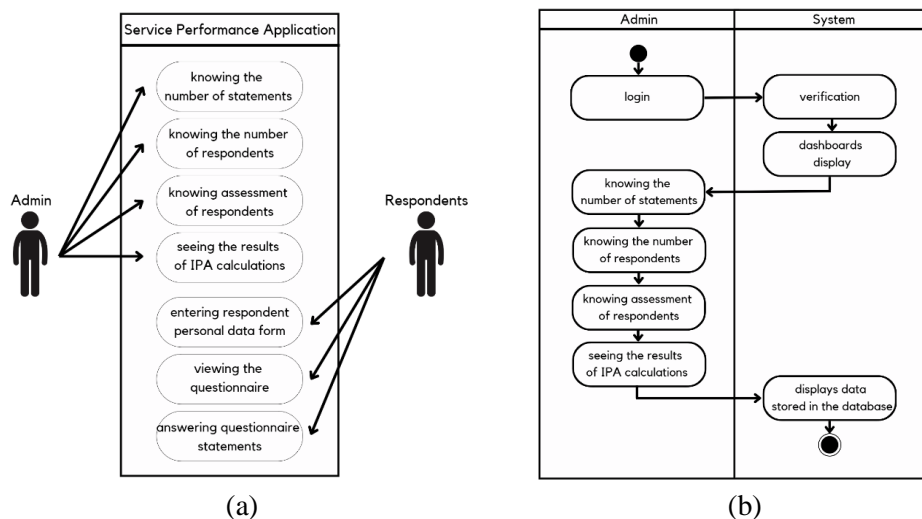 Service Performance Application
knowing the
number of statements
knowing the number
of respondents
knowing assessment
of respondents
seeing the results
of IPA calculations
entering respondent
personal data form
viewing the
questionnaire
answering questionnaire
statements
Admin
Respondents
(a)
Admin
System
login
verification
dashboards
display
knowing the
number of statements
knowing the number
of respondents
knowing assessment
of respondents
seeing the results
of IPA calculations
displays data
stored in the database
(b)